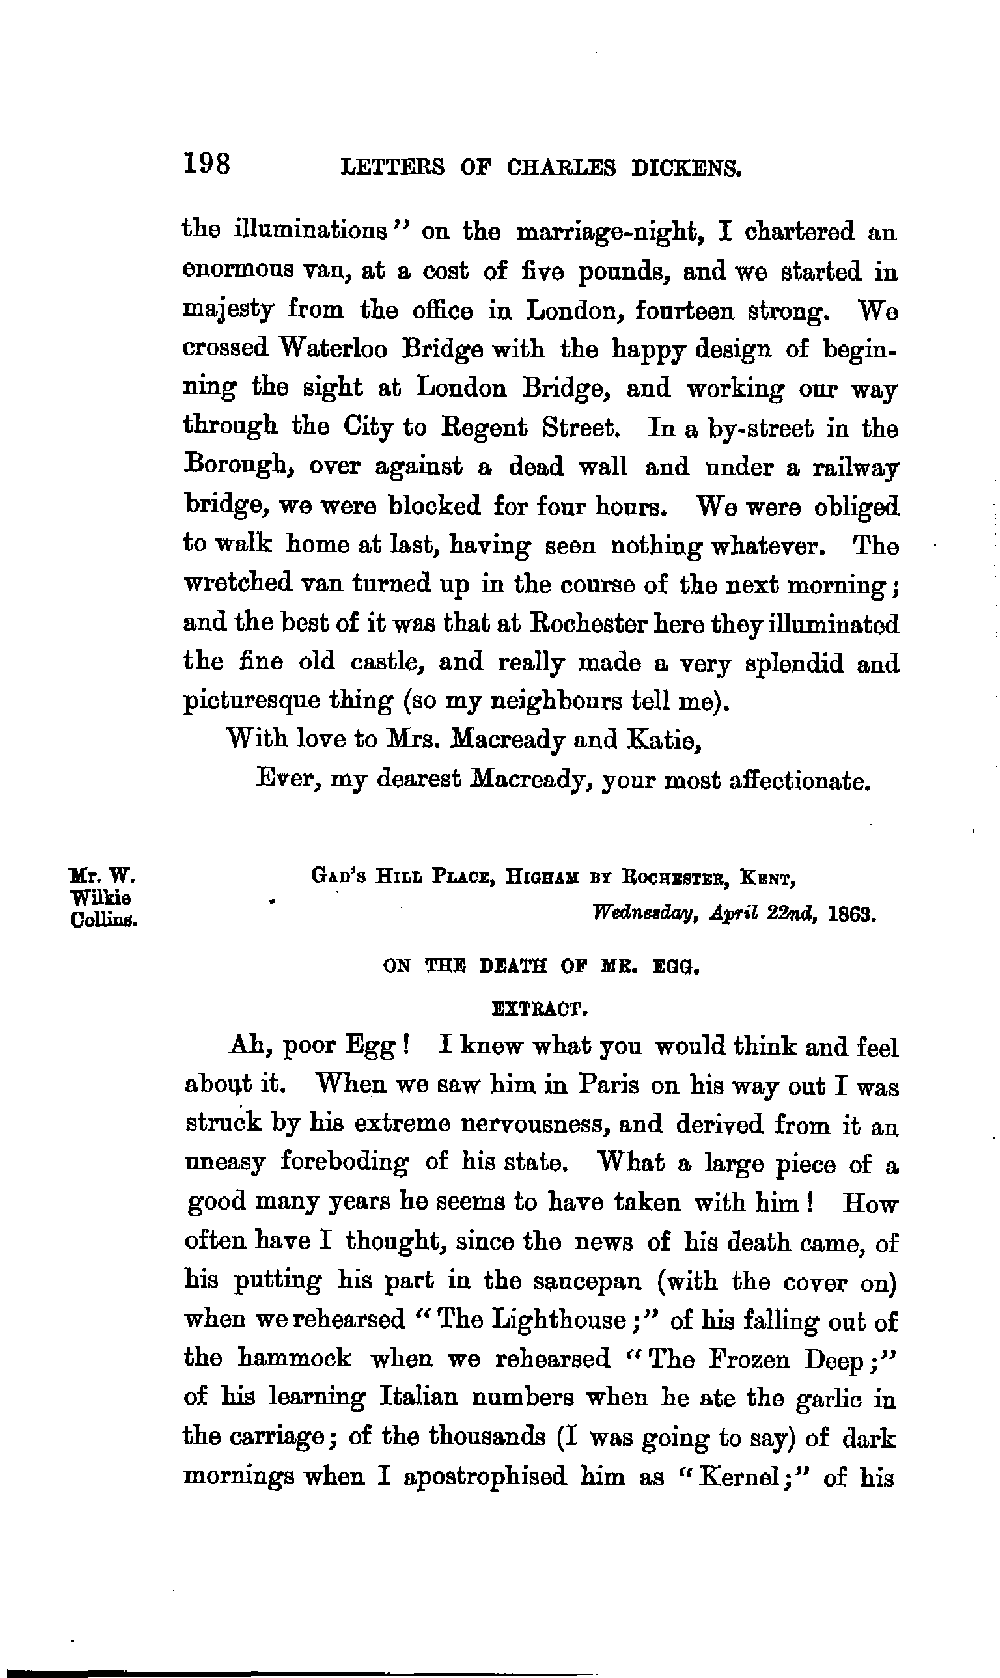 198 LETTERS OF CHARLES DICKENS.
the illuminations" on the marriage-night, I chartered an
enormous van, at a cost of five pounds, and we started in
majesty from the office in London, fourteen strong. We
crossed Waterloo Bridge with the happy design of begin-
ning the sight at London Bridge, and working our way
through the City to Regent Street. In a by-street in the
Borough, over against a dead wall and under a railway
bridge, we were blocked for four hours. We were obliged
to walk home at last, having seen nothing whatever. The
wretched van turned up in the course of the next morning;
and the best of it was that at Rochester here they illuminated
the fine old castle, and really made a very splendid and
picturesque thing (so my neighbours tell me).
With love to Mrs. Macready and Katie,
Ever, my dearest Macready, your most affectionate.
Mr. W.
Wilkie
Collins.
GAD'S HILL PLACE, HIGHAM BY ROCHESTER, KENT,
Wednesday, April 22nd, 1863.
ON THE DEATH OF MR. EGG.
EXTRACT.
Ah, poor Egg! I knew what you would think and feel
about it. When we saw him in Paris on his way out I was
struck by his extreme nervousness, and derived from it an
uneasy foreboding of his state. What a large piece of a
good many years he seems to have taken with him! How
often have I thought, since the news of his death came, of
his putting his part in the saucepan (with the cover on)
when we rehearsed "The Lighthouse;" of his falling out of
the hammock when we rehearsed "The Frozen Deep;"
of his learning Italian numbers when he ate the garlic in
the carriage; of the thousands (I was going to say) of dark
mornings when I apostrophised him as "Kernel;" of his